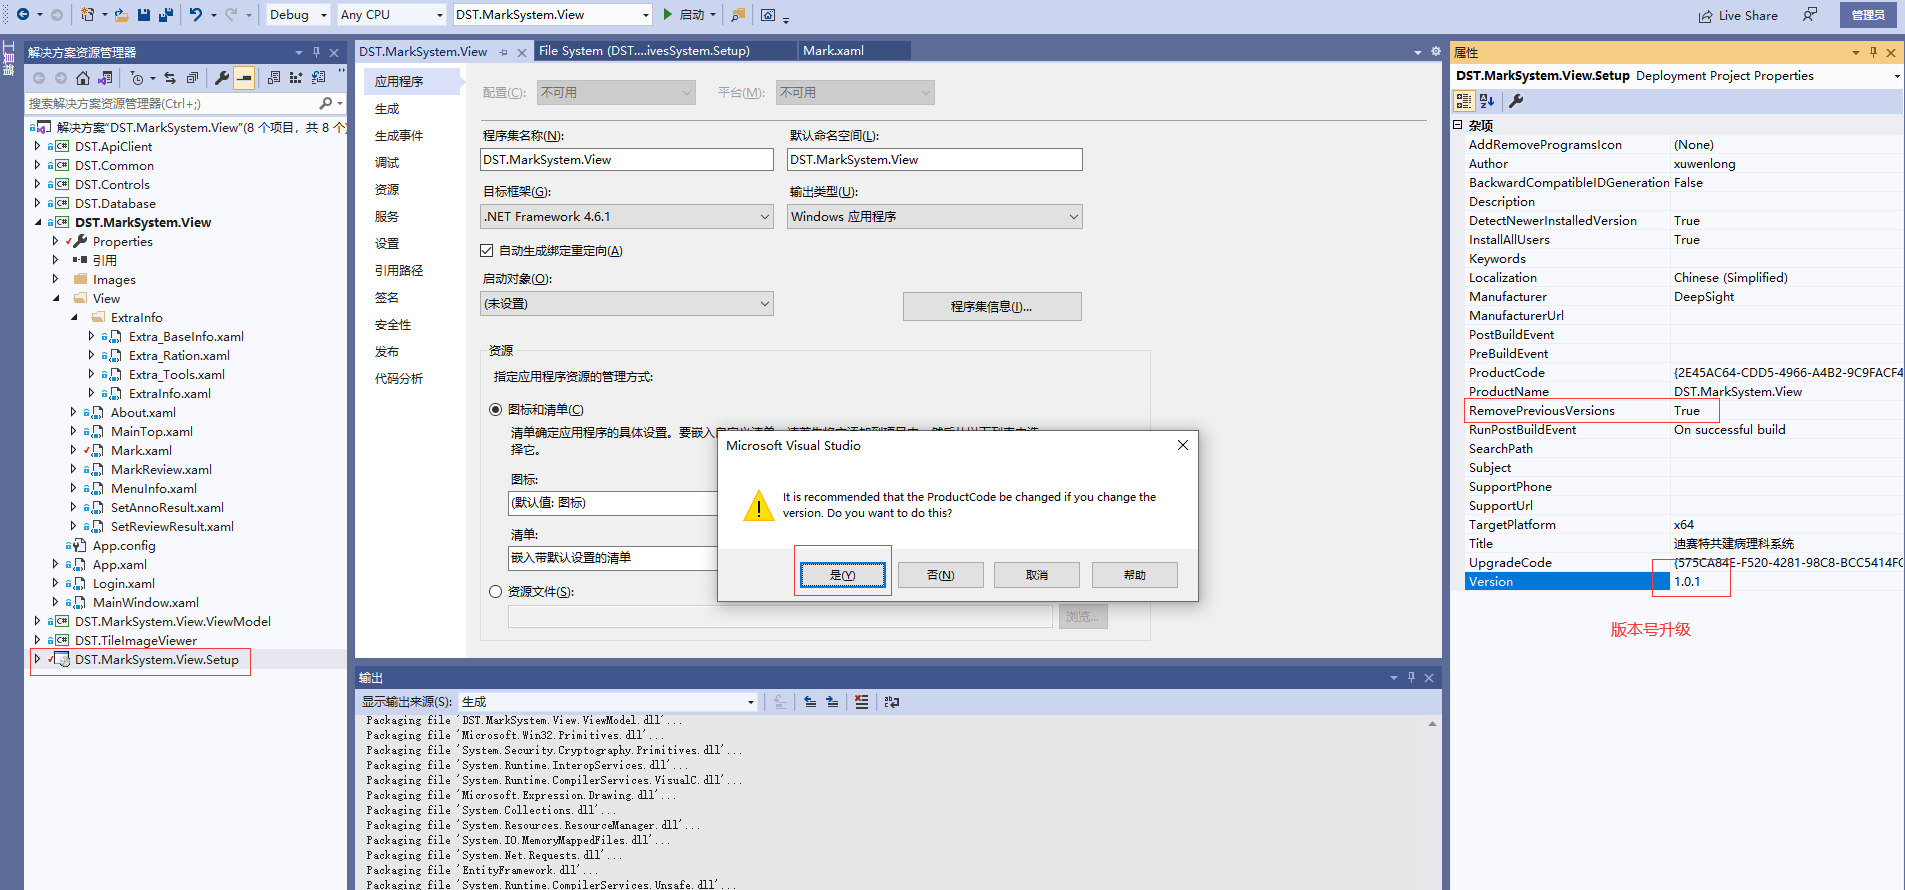 Debug
Any CPU
DST.MarkSystem.View
启动
Live Share
管理员
工具箱
解决方案资源管理器
搜索解决方案资源管理器(Ctrl+;)
解决方案"DST.MarkSystem.View"(8 个项目，共 8 个)
DST.ApiClient
DST.Common
DST.Controls
DST.Database
DST.MarkSystem.View
Properties
引用
Images
View
ExtraInfo
Extra_BaseInfo.xaml
Extra_Ration.xaml
Extra_Tools.xaml
ExtraInfo.xaml
About.xaml
MainTop.xaml
Mark.xaml
MarkReview.xaml
MenuInfo.xaml
SetAnnoResult.xaml
SetReviewResult.xaml
App.config
App.xaml
Login.xaml
MainWindow.xaml
DST.MarkSystem.View.ViewModel
DST.TileImageViewer
DST.MarkSystem.View.Setup
DST.MarkSystem.View
File System (DST....ivesSystem.Setup)
Mark.xaml
应用程序
生成
生成事件
调试
资源
服务
设置
引用路径
签名
安全性
发布
代码分析
配置(C):
不可用
平台(M):
不可用
程序集名称(N):
默认命名空间(L):
DST.MarkSystem.View
DST.MarkSystem.View
目标框架(G):
输出类型(U):
.NET Framework 4.6.1
Windows 应用程序
自动生成绑定重定向(A)
启动对象(O):
(未设置)
程序集信息(I)...
资源
指定应用程序资源的管理方式:
图标和清单(C)
清单确定应用程序的具体设置。要嵌入
择它。
图标:
(默认值: 图标)
清单:
嵌入带默认设置的清单
资源文件(S):
浏览...
Microsoft Visual Studio
It is recommended that the ProductCode be changed if you change the
version. Do you want to do this?
是(Y)
否(N)
取消
帮助
输出
显示输出来源(S):
生成
Packaging file 'DST.MarkSystem.View.ViewModel.dll'...
Packaging file 'Microsoft.Win32.Primitives.dll'...
Packaging file 'System.Security.Cryptography.Primitives.dll'...
Packaging file 'System.Runtime.InteropServices.dll'...
Packaging file 'System.Runtime.CompilerServices.VisualC.dll'...
Packaging file 'Microsoft.Expression.Drawing.dll'...
Packaging file 'System.Collections.dll'...
Packaging file 'System.Resources.ResourceManager.dll'...
Packaging file 'System.IO.MemoryMappedFiles.dll'...
Packaging file 'System.Net.Requests.dll'...
Packaging file 'EntityFramework.dll'...
Packaging file 'System.Runtime.CompilerServices.Unsafe.dll'...
属性
DST.MarkSystem.View.Setup Deployment Project Properties
杂项
AddRemoveProgramsIcon (None)
Author xuwenlong
BackwardCompatibleIDGeneration False
Description
DetectNewerInstalledVersion True
InstallAllUsers True
Keywords
Localization Chinese (Simplified)
Manufacturer DeepSight
ManufacturerUrl
PostBuildEvent
PreBuildEvent
ProductCode {2E45AC64-CDD5-4966-A4B2-9C9FACF4
ProductName DST.MarkSystem.View
RemovePreviousVersions True
RunPostBuildEvent On successful build
SearchPath
Subject
SupportPhone
SupportUrl
TargetPlatform x64
Title 迪赛特共建病理科系统
UpgradeCode {575CA84E-F520-4281-98C8-BCC5414FC
Version 1.0.1
版本号升级